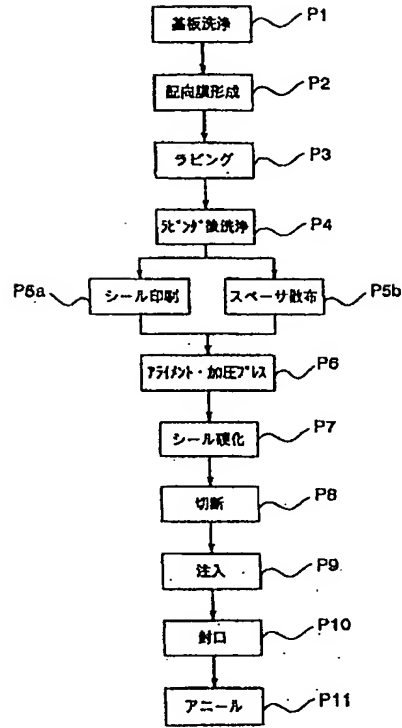 基板洗浄 P1
配向膜形成 P2
ラビング P3
ラビング後洗浄 P4
P5a シール印刷 スペーサ散布 P5b
アライメント・加圧プレス P6
シール硬化 P7
切断 P8
注入 P9
封口 P10
アニール P11